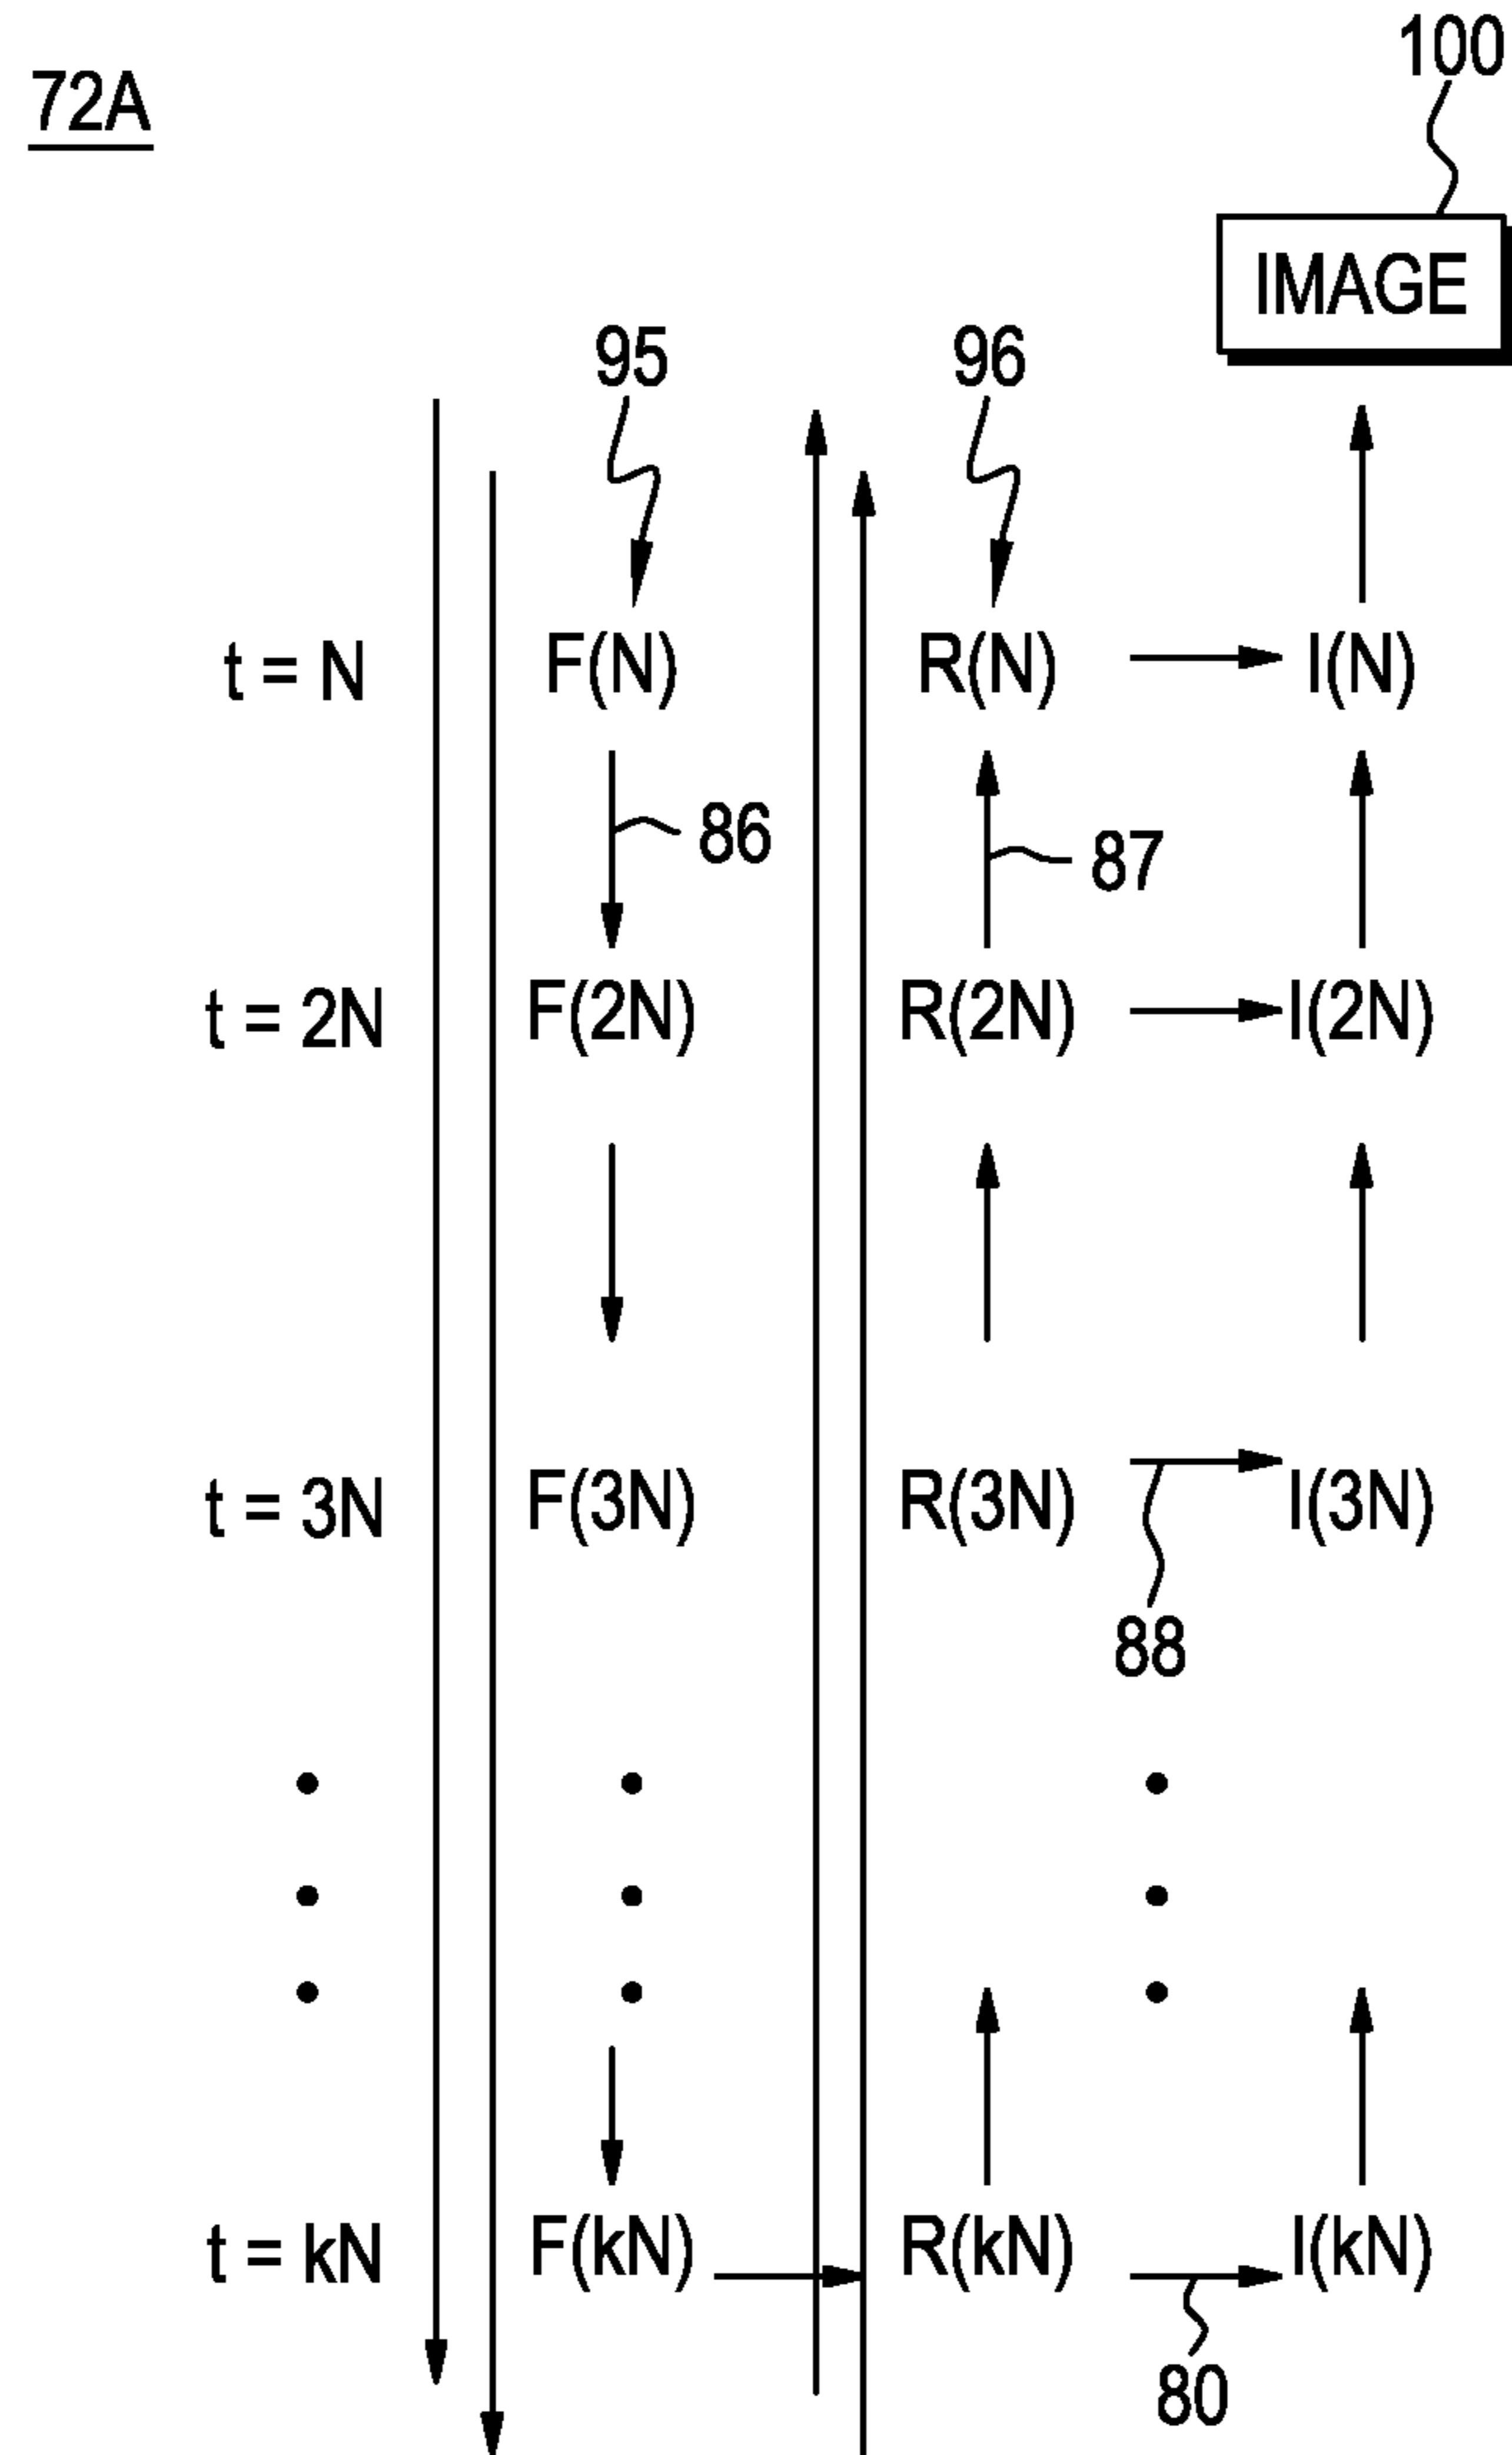 100
72A
IMAGE
95 96
t = N F(N) R(N) I(N)
86 87
t = 2N F(2N) R(2N) I(2N)
t = 3N F(3N) R(3N) I(3N)
88
t = kN F(kN) R(kN) I(kN)
80